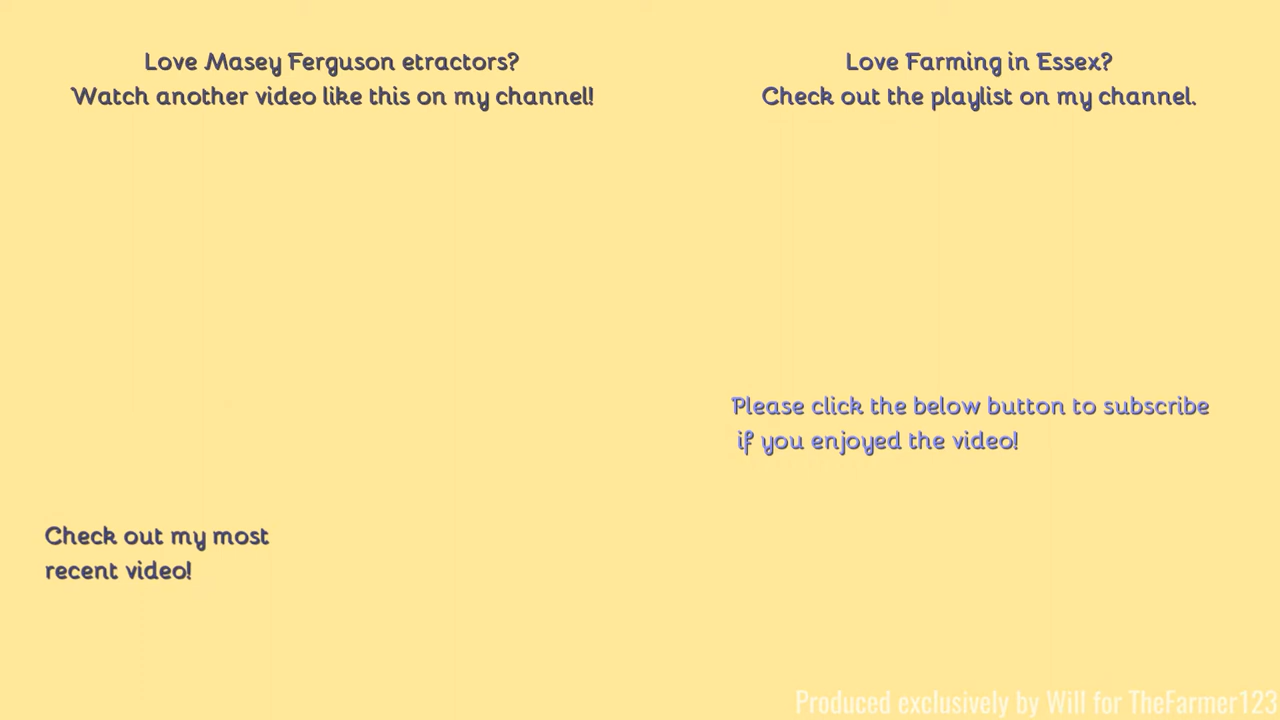 Love Masey Ferguson etractors?
Watch another video like this on my channel!
Love Farming in Essex?
Check out the playlist on my channel.
Please click the below button to subscribe
if you enjoyed the video!
Check out my most
recent video!
Produced exclusively by Will for TheFarmer123